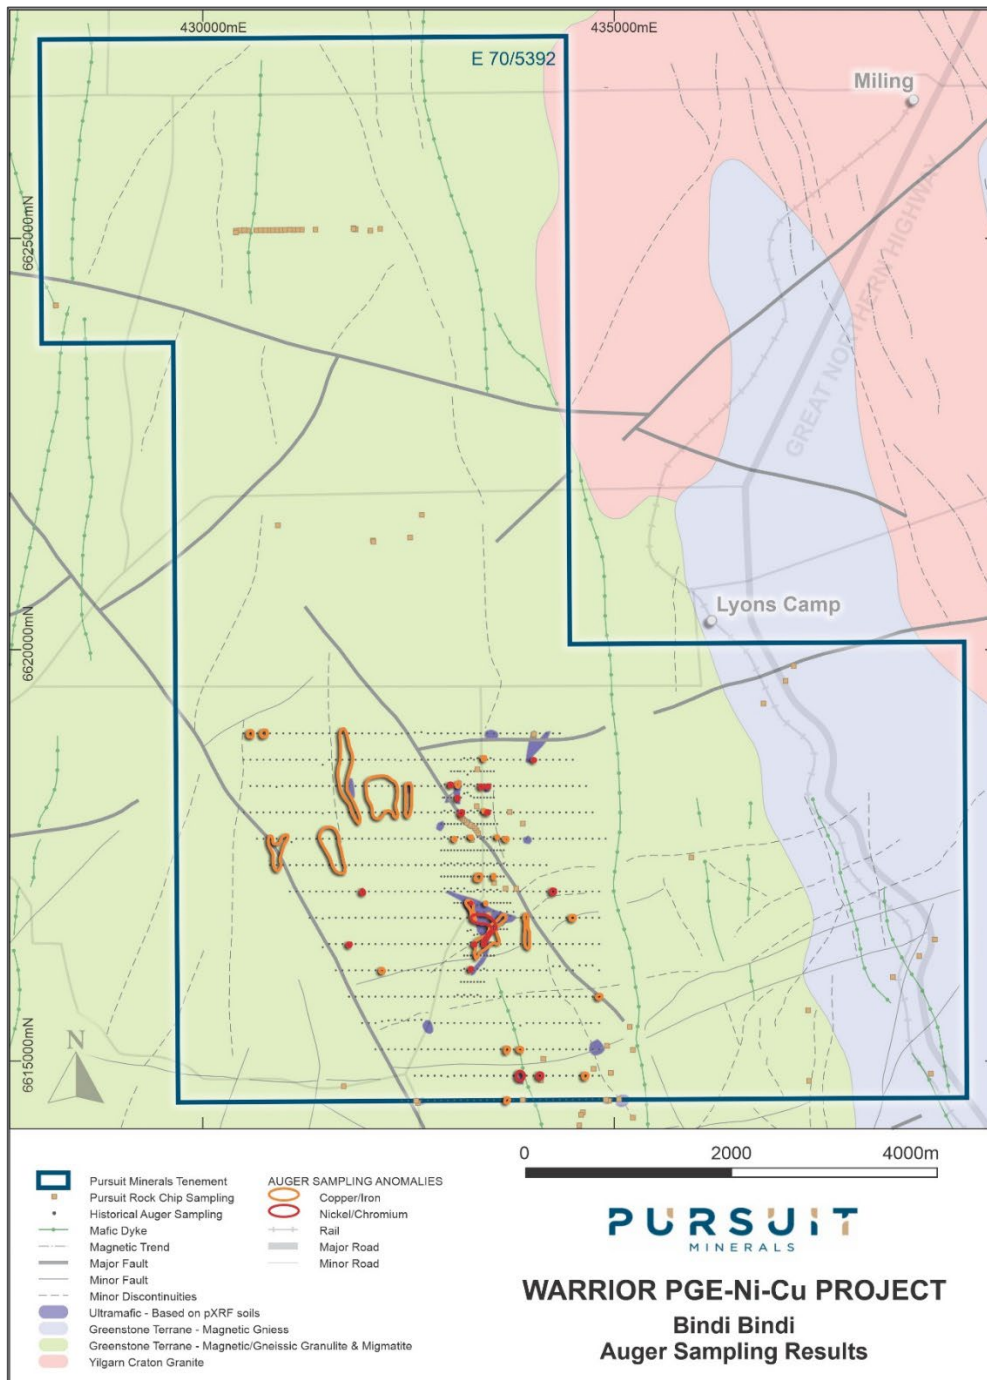 430000mE
435000mE
E 70/5392
Miling
6625000mN
GREAT NORTHERN HIGHWAY
Lyons Camp
6620000mN
6615000mN
N
Pursuit Minerals Tenement
Pursuit Rock Chip Sampling
Historical Auger Sampling
Mafic Dyke
Magnetic Trend
Major Fault
Minor Fault
Minor Discontinuities
Ultramafic - Based on pXRF soils
Greenstone Terrane - Magnetic Gniess
Greenstone Terrane - Magnetic/Gneissic Granulite & Migmatite
Yilgarn Craton Granite
AUGER SAMPLING ANOMALIES
Copper/Iron
Nickel/Chromium
Rail
Major Road
Minor Road
0 2000 4000m
PURSUIT
MINERALS
WARRIOR PGE-Ni-Cu PROJECT
Bindi Bindi
Auger Sampling Results